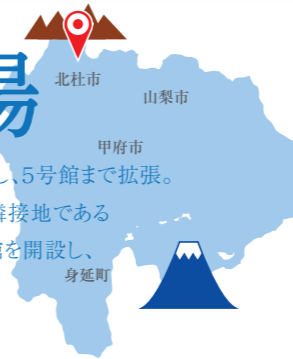 北杜市
山梨市
場
甲府市
し、5号館まで拡張。
隣接地である
館を開設し、
身延町